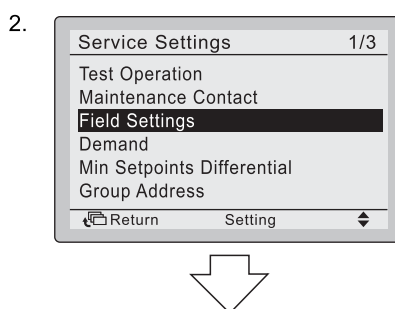 2.
Service Settings 1/3
Test Operation
Maintenance Contact
Field Settings
Demand
Min Setpoints Differential
Group Address
Return Setting